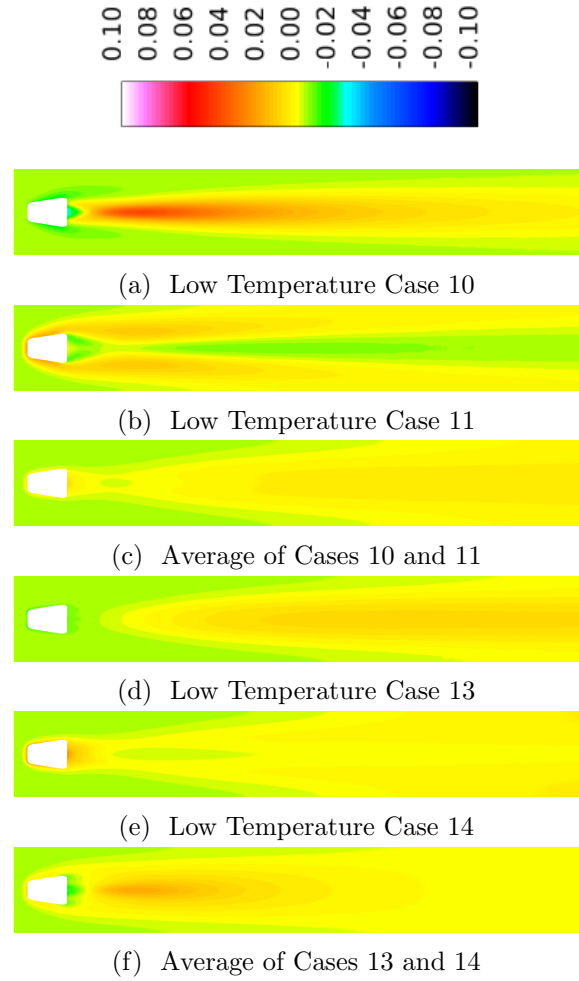 0.10 0.08 0.06 0.04 0.02 0.00 -0.02 -0.04 -0.06 -0.08 -0.10
(a) Low Temperature Case 10
(b) Low Temperature Case 11
(c) Average of Cases 10 and 11
(d) Low Temperature Case 13
(e) Low Temperature Case 14
(f) Average of Cases 13 and 14